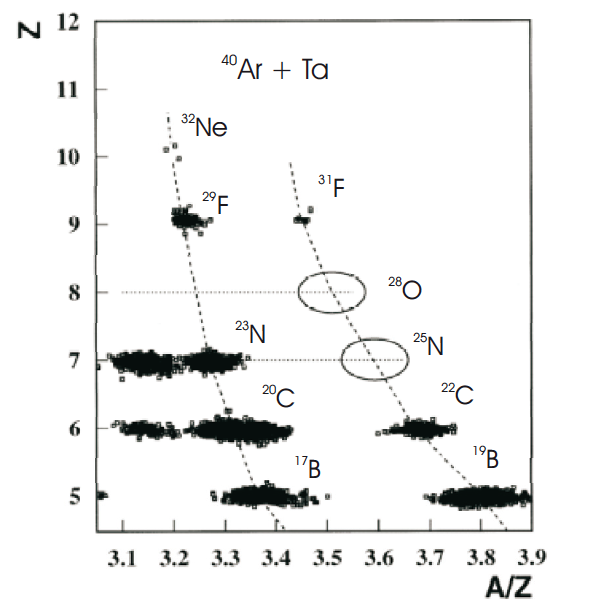 Z
12
11
10
9
8
7
6
5
⁴⁰Ar + Ta
³²Ne
²⁹F
³¹F
²⁸O
²³N
²⁵N
²⁰C
²²C
¹⁷B
¹⁹B
3.1 3.2 3.3 3.4 3.5 3.6 3.7 3.8 3.9
A/Z